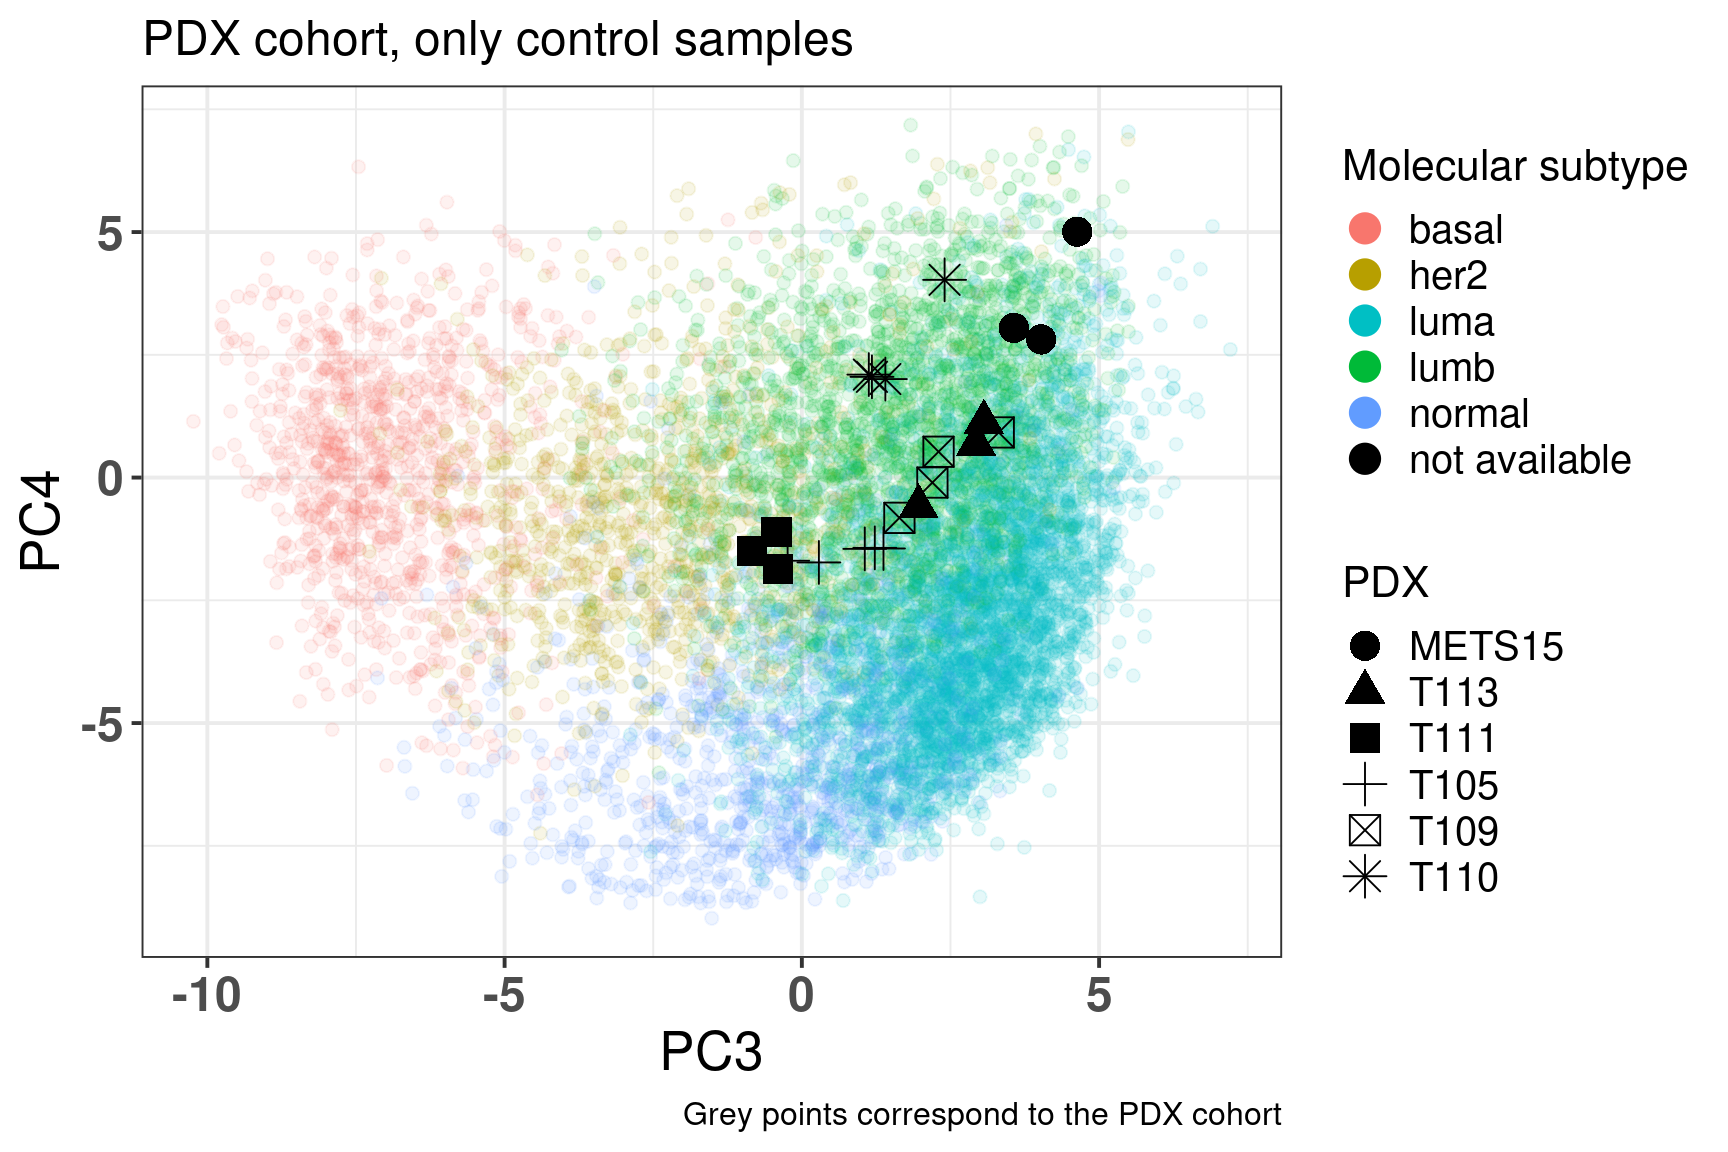 PDX cohort, only control samples
PC4
5
0
-5
-10
-5
0
5
PC3
Grey points correspond to the PDX cohort
Molecular subtype
basal
her2
luma
lumb
normal
not available
PDX
METS15
T113
T111
T105
T109
T110